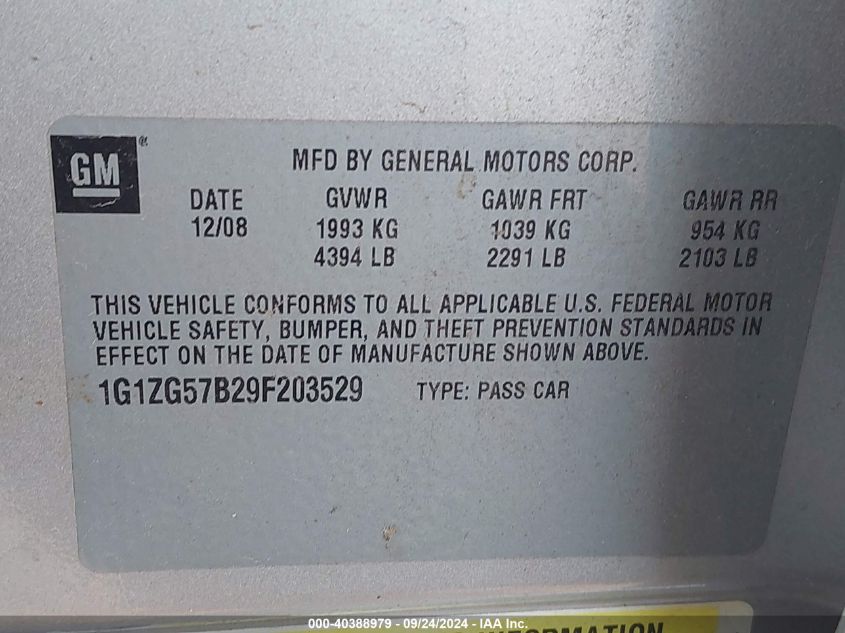 GM ®
MFD BY GENERAL MOTORS CORP.
DATE GVWR GAWR FRT GAWR RR
12/08 1993 KG 1039 KG 954 KG
4394 LB 2291 LB 2103 LB
THIS VEHICLE CONFORMS TO ALL APPLICABLE U.S. FEDERAL MOTOR
VEHICLE SAFETY, BUMPER, AND THEFT PREVENTION STANDARDS IN
EFFECT ON THE DATE OF MANUFACTURE SHOWN ABOVE.
1G1ZG57B29F203529 TYPE: PASS CAR
000-40388979 - 09/24/2024 - IAA, Inc.
INFORMATION